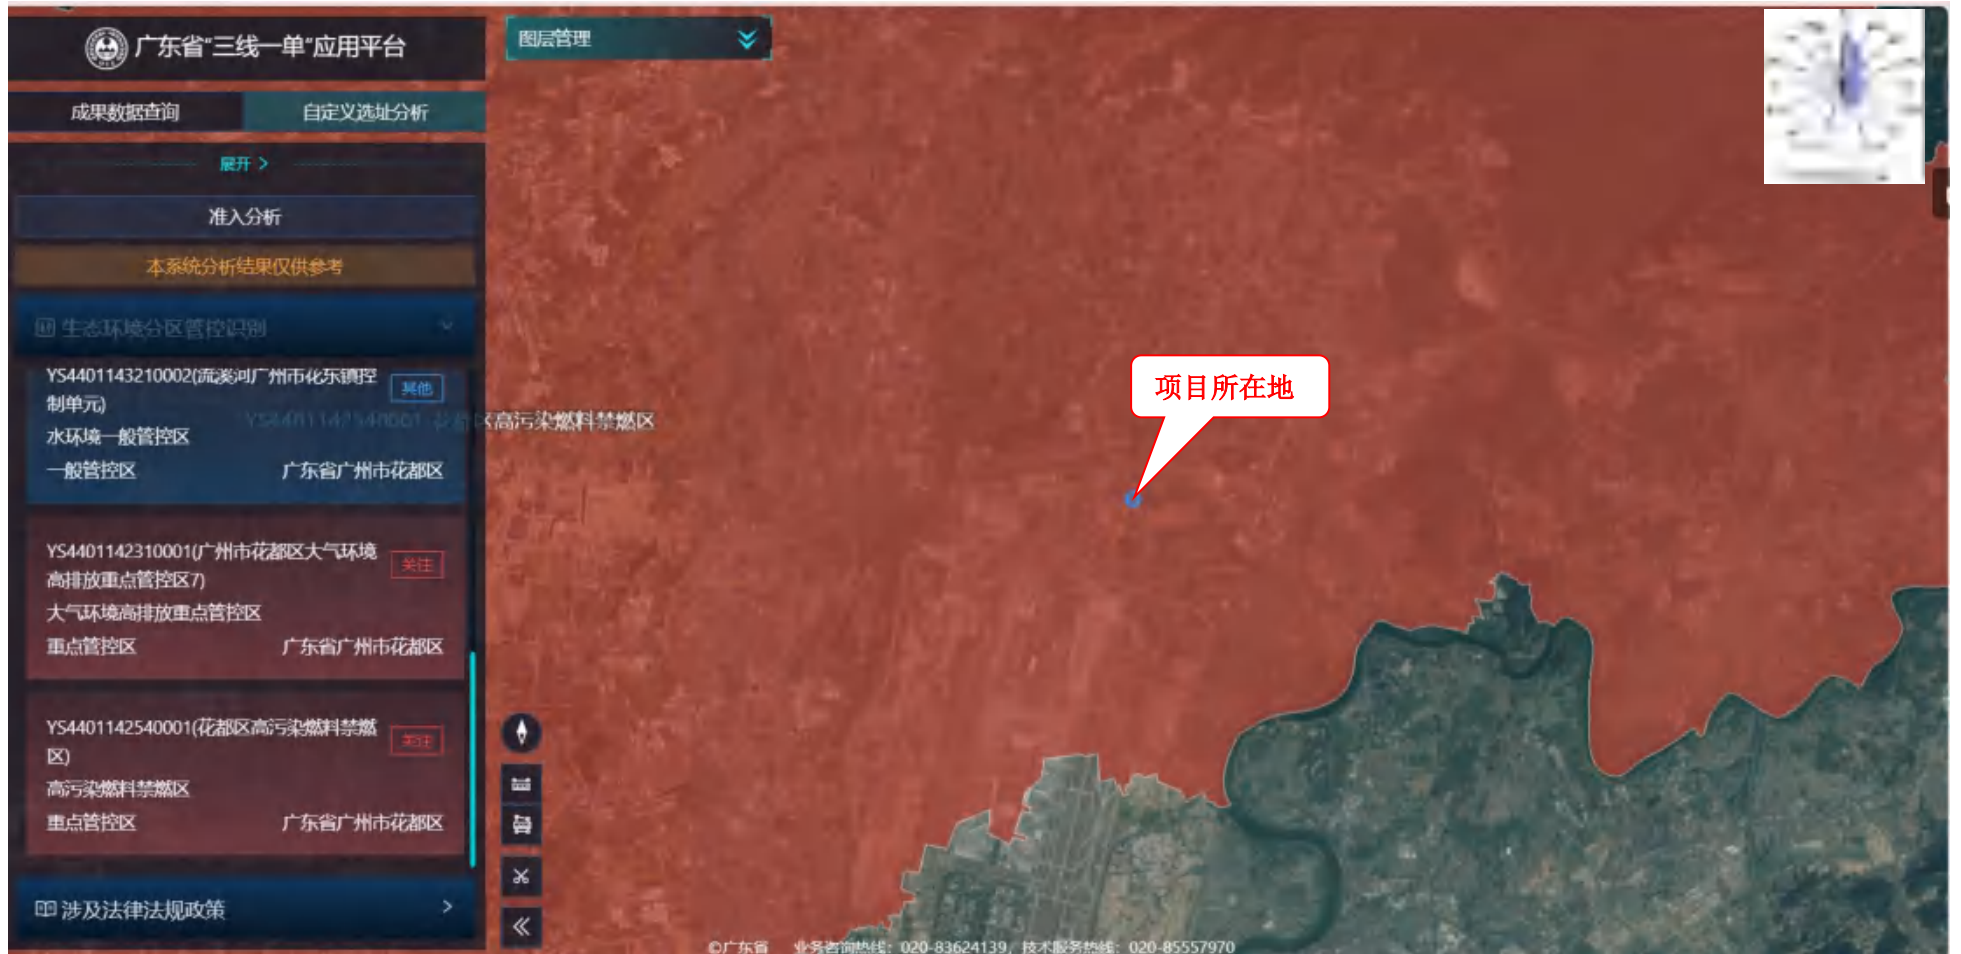 广东省“三线一单”应用平台
成果数据查询
自定义选址分析
展开 >
准入分析
本系统分析结果仅供参考
生态环境分区管控识别
YS4401143210002(流溪河广州市花东镇控
制单元)
其他
水环境一般管控区
一般管控区
广东省广州市花都区
YS4401142310001(广州市花都区大气环境
高排放重点管控区7)
关注
大气环境高排放重点管控区
重点管控区
广东省广州市花都区
YS4401142540001(花都区高污染燃料禁燃
区)
关注
高污染燃料禁燃区
重点管控区
广东省广州市花都区
涉及法律法规政策
图层管理
YS4401142540001 花都区高污染燃料禁燃区
项目所在地
©广东省 业务咨询热线：020-83624139，技术服务热线：020-85557970